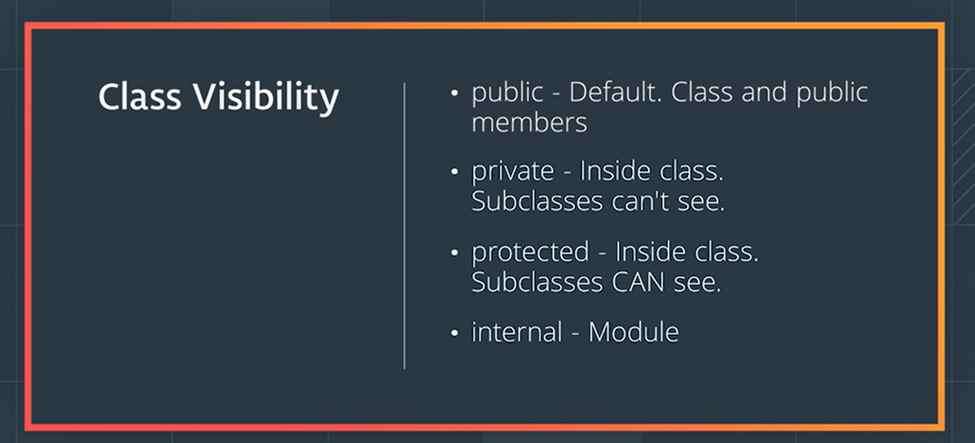 Class Visibility
• public - Default. Class and public
members
• private - Inside class.
Subclasses can't see.
• protected - Inside class.
Subclasses CAN see.
• internal - Module